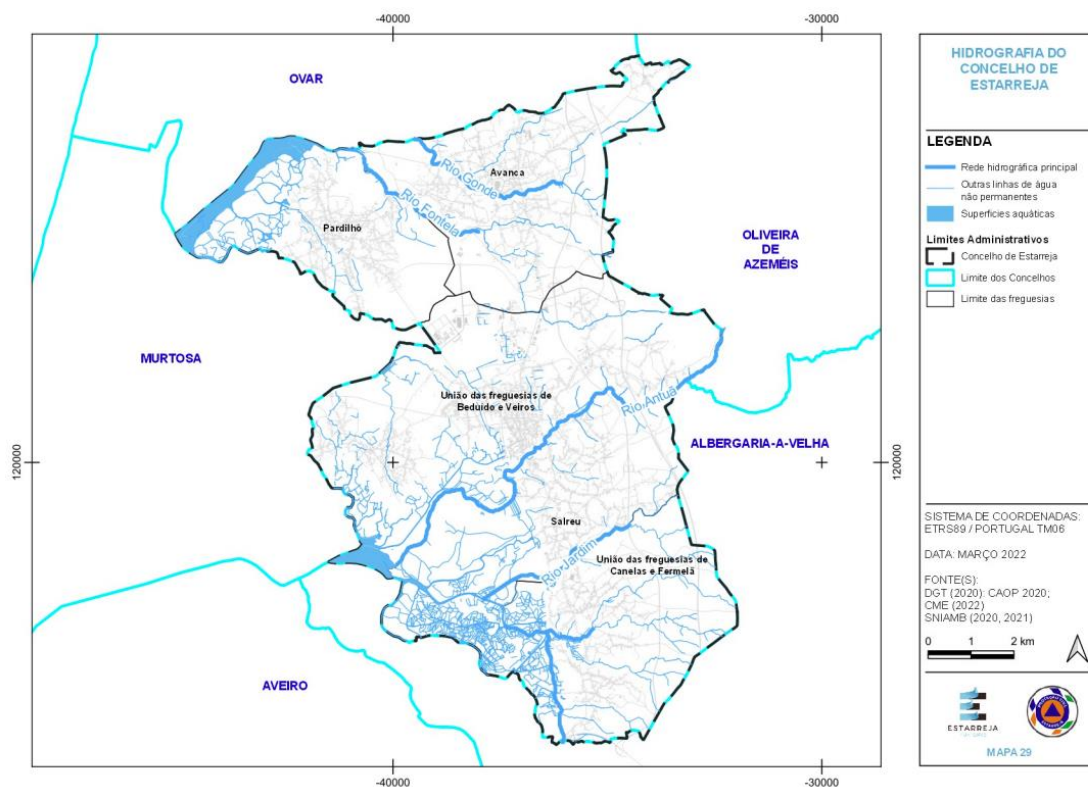 -40000
-30000
OVAR
Avanca
Rio Gonde
Rio Fontela
Pardilhó
OLIVEIRA
DE
AZEMÉIS
MURTOSA
União das freguesias de
Beduído e Veiros
Rio Antuã
ALBERGARIA-A-VELHA
120000
120000
Salreu
Rio Jardim
União das freguesias de
Canelas e Fermelã
AVEIRO
-40000
-30000
HIDROGRAFIA DO
CONCELHO DE
ESTARREJA
LEGENDA
Rede hidrográfica principal
Outras linhas de água
não permanentes
Superfícies aquáticas
Limites Administrativos
Concelho de Estarreja
Limite dos Concelhos
Limite das freguesias
SISTEMA DE COORDENADAS:
ETRS89 / PORTUGAL TM06
DATA: MARÇO 2022
FONTE(S):
DGT (2020): CAOP 2020;
CME (2022)
SNIAMB (2020, 2021)
0 1 2 km
ESTARREJA
MAPA 29